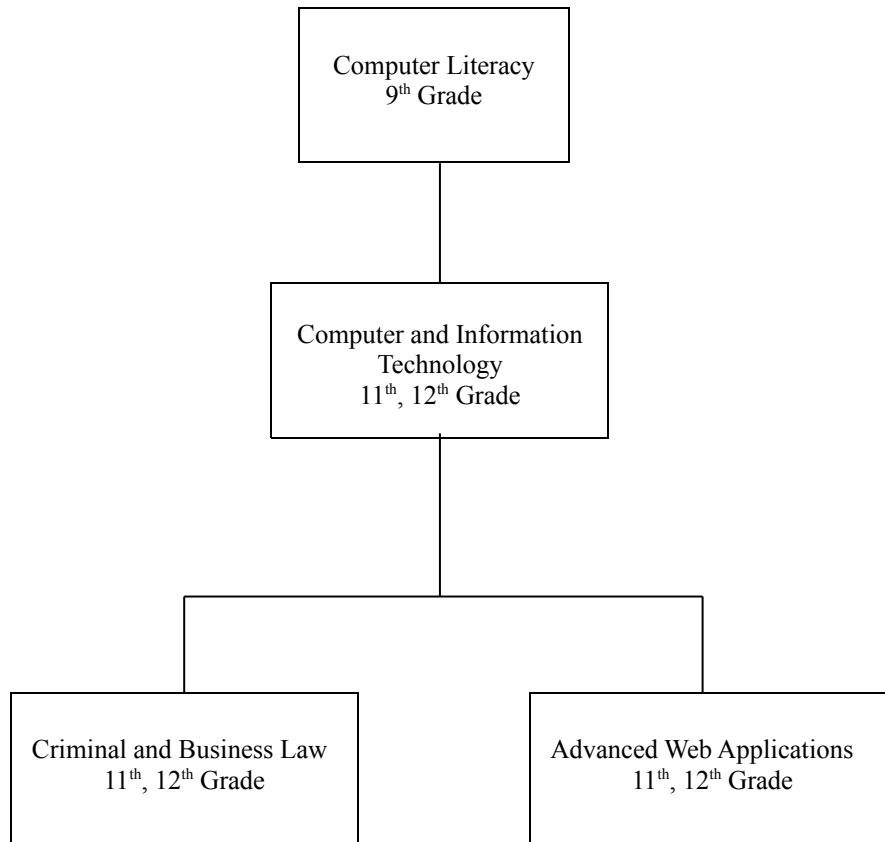 Computer Literacy
9th Grade
Computer and Information
Technology
11th, 12th Grade
Criminal and Business Law
11th, 12th Grade
Advanced Web Applications
11th, 12th Grade